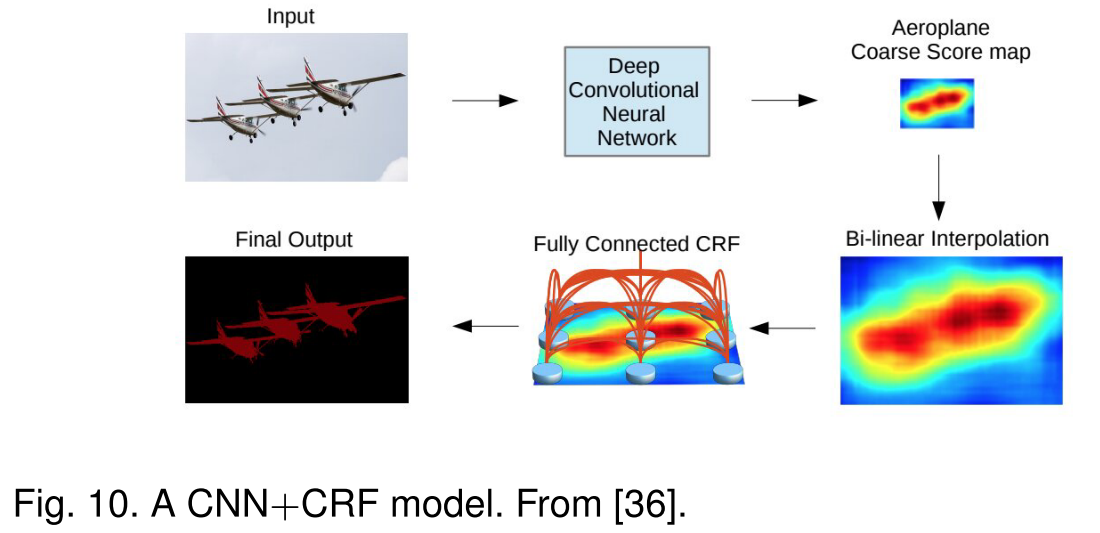 Input
Deep
Convolutional
Neural
Network
Aeroplane
Coarse Score map
Bi-linear Interpolation
Fully Connected CRF
Final Output
Fig. 10. A CNN+CRF model. From [36].